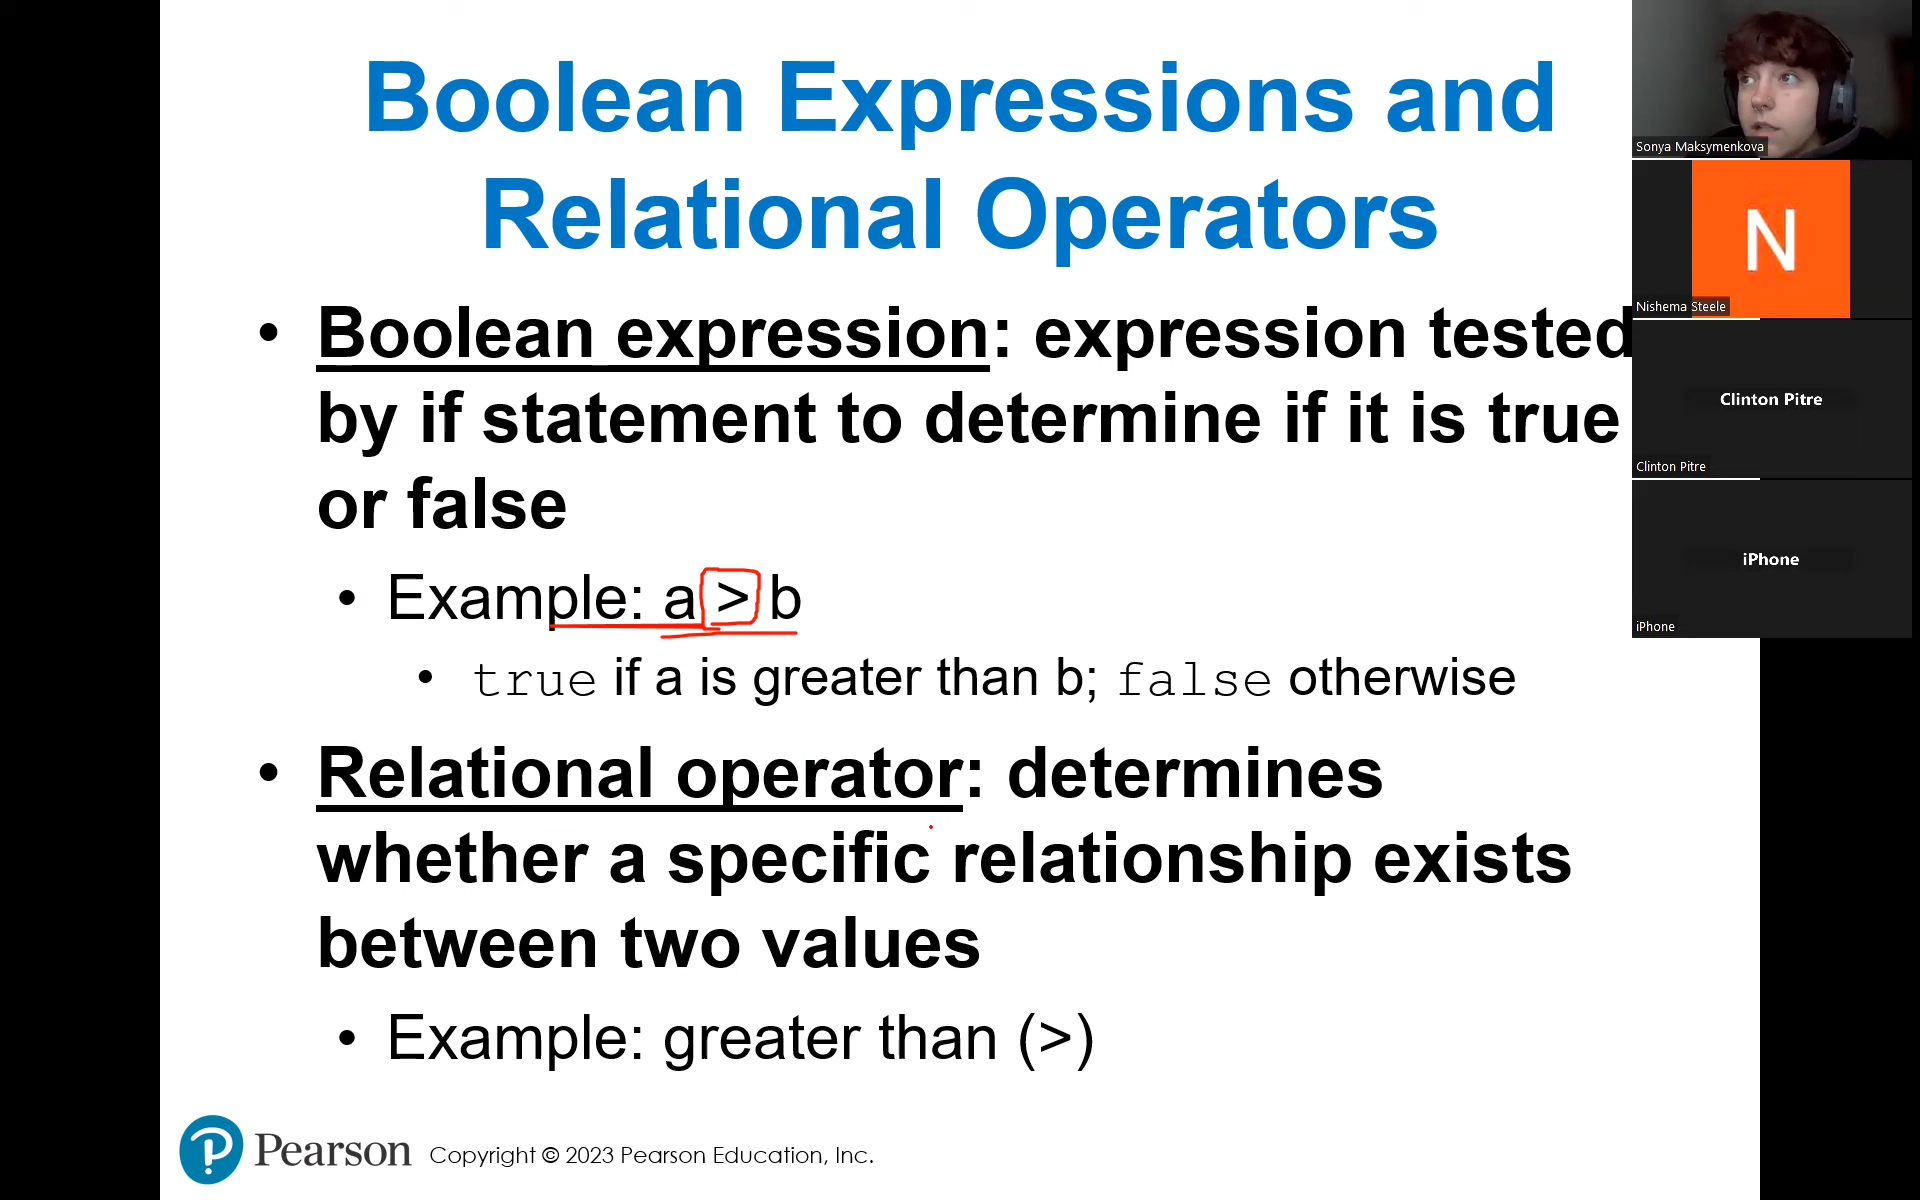 Boolean Expressions and
Relational Operators
• Boolean expression: expression tested
by if statement to determine if it is true
or false
• Example: a > b
• true if a is greater than b; false otherwise
• Relational operator: determines
whether a specific relationship exists
between two values
• Example: greater than (>)
Pearson Copyright © 2023 Pearson Education, Inc.
Sonya Maksymenkova
N
Nishema Steele
Clinton Pitre
Clinton Pitre
iPhone
iPhone